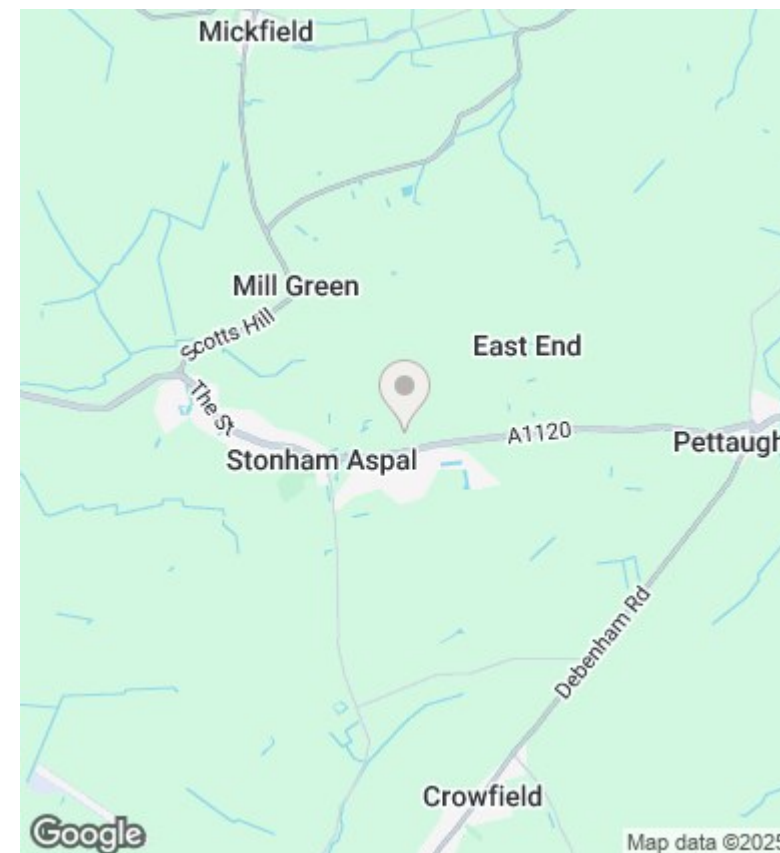 Mickfield
Mill Green
Scotts Hill
East End
The St
A1120
Pettaugh
Stonham Aspal
Debenham Rd
Crowfield
Google
Map data ©2025